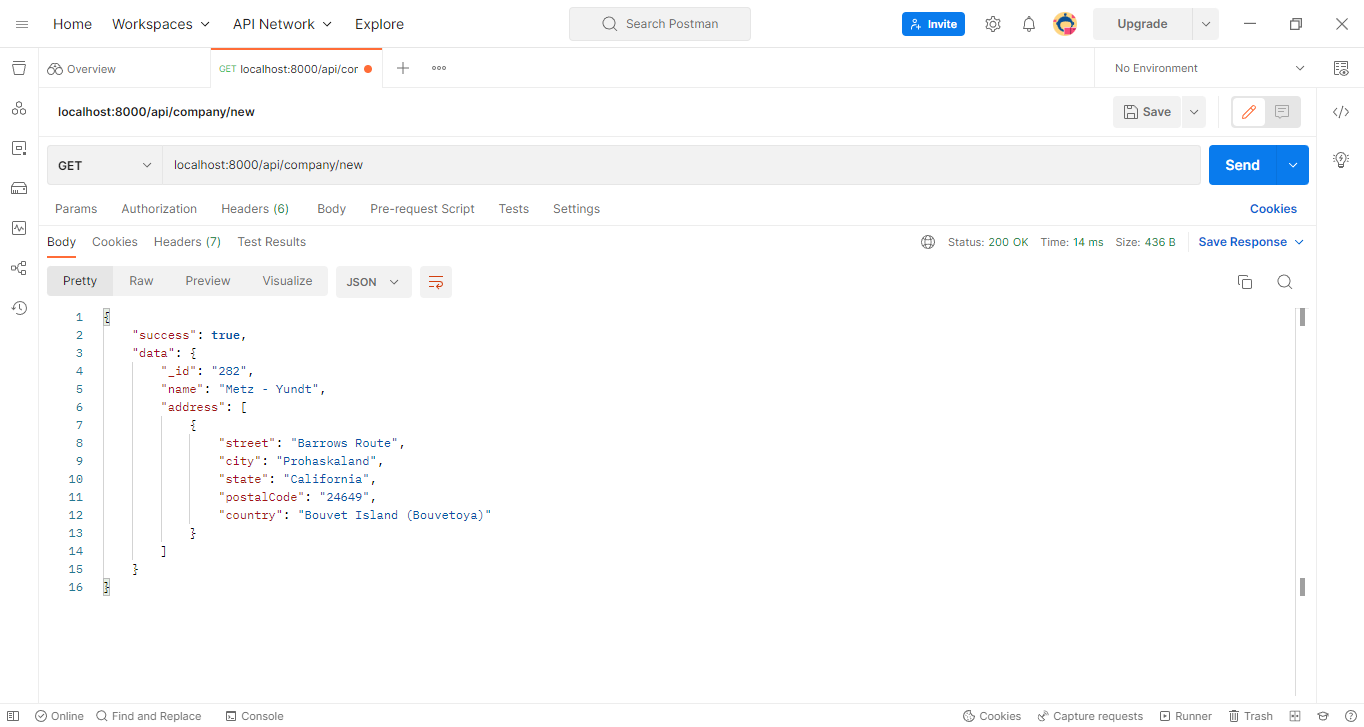 Home Workspaces API Network Explore Search Postman Invite Upgrade
Overview GET localhost:8000/api/cor No Environment
localhost:8000/api/company/new Save
GET localhost:8000/api/company/new Send
Params Authorization Headers (6) Body Pre-request Script Tests Settings Cookies
Body Cookies Headers (7) Test Results Status: 200 OK Time: 14 ms Size: 436 B Save Response
Pretty Raw Preview Visualize JSON
1 {
2 "success": true,
3 "data": {
4 "_id": "282",
5 "name": "Metz - Yundt",
6 "address": [
7 {
8 "street": "Barrows Route",
9 "city": "Prohaskaland",
10 "state": "California",
11 "postalCode": "24649",
12 "country": "Bouvet Island (Bouvetoya)"
13 }
14 ]
15 }
16 }
Online Find and Replace Console Cookies Capture requests Runner Trash